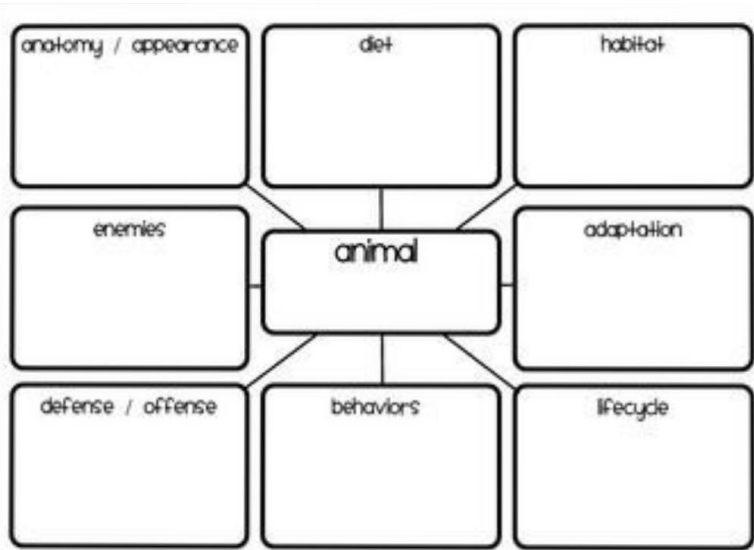 anatomy / appearance
diet
habitat
enemies
animal
adaptation
defense / offense
behaviors
lifecycle